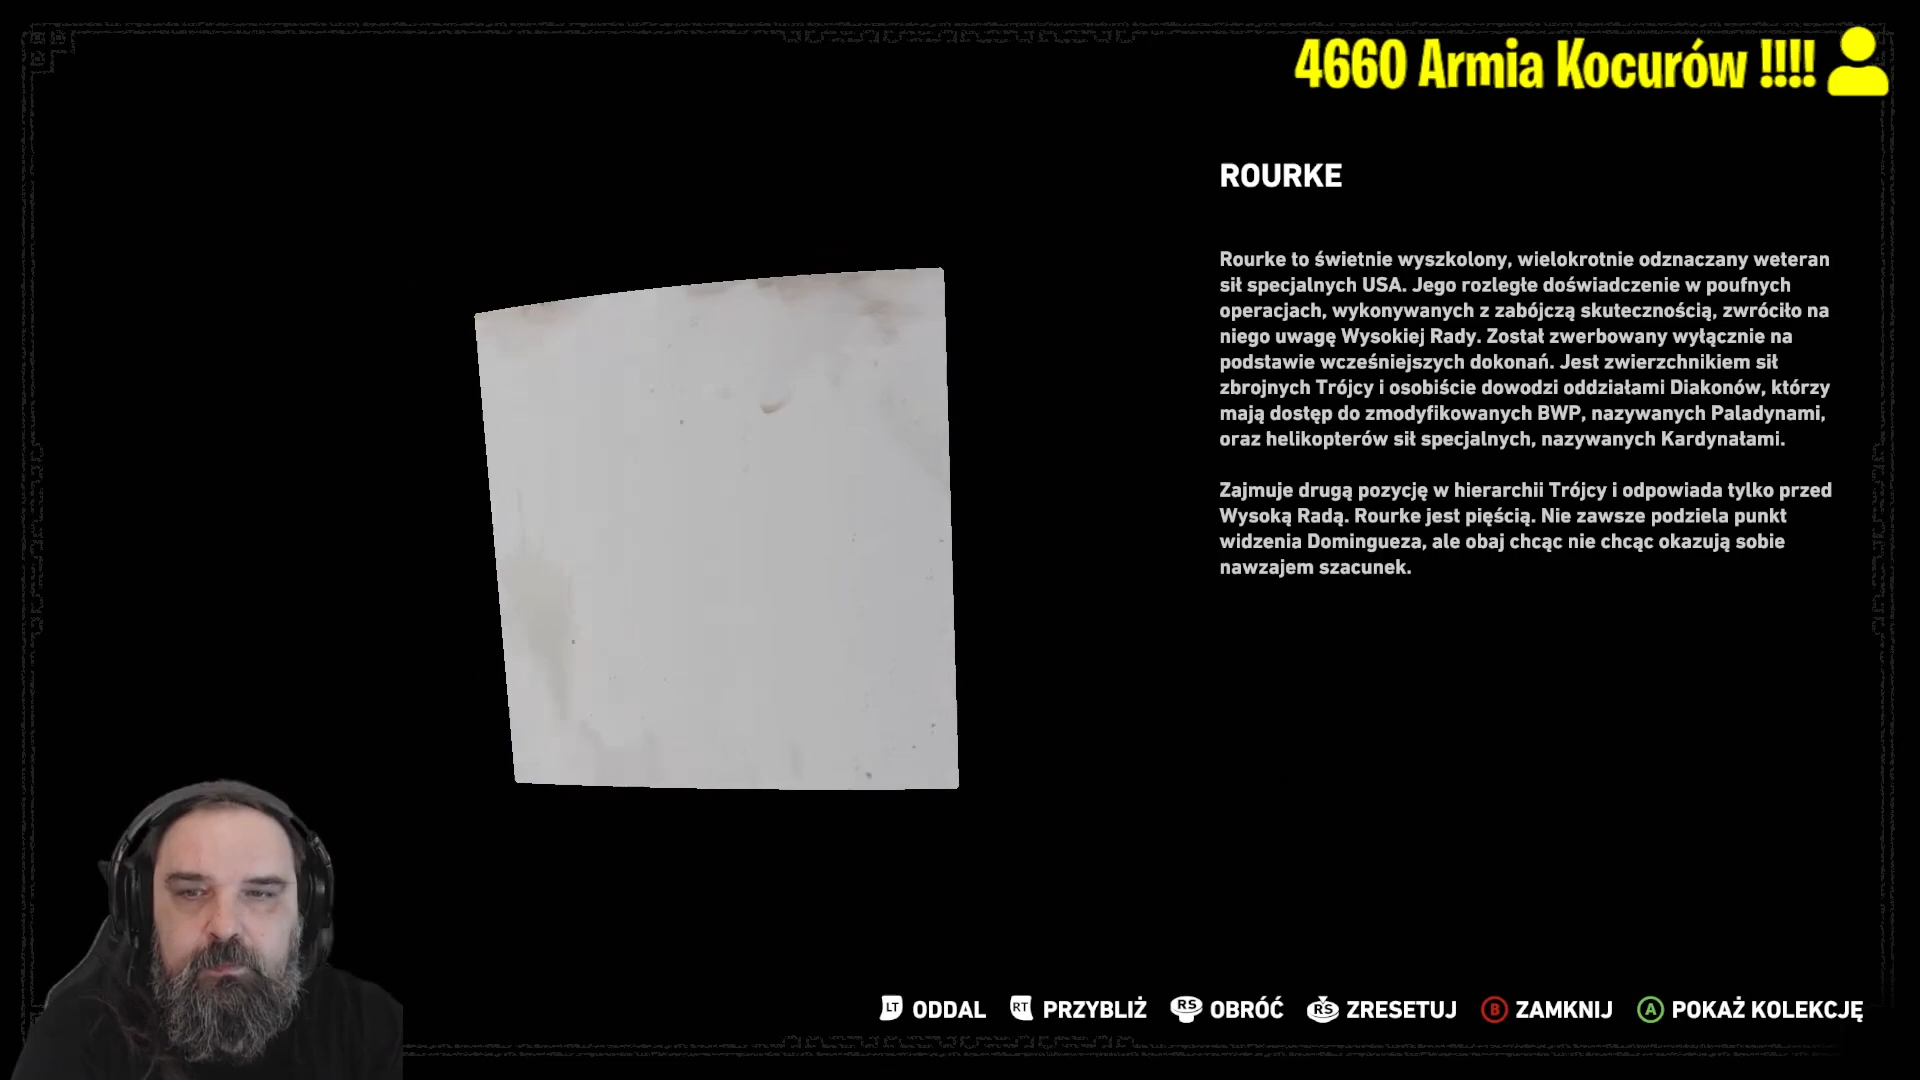 4660 Armia Kocurów !!!!
ROURKE
Rourke to świetnie wyszkolony, wielokrotnie odznaczany weteran
sił specjalnych USA. Jego rozległe doświadczenie w poufnych
operacjach, wykonywanych z zabójczą skutecznością, zwróciło na
niego uwagę Wysokiej Rady. Został zwerbowany wyłącznie na
podstawie wcześniejszych dokonań. Jest zwierzchnikiem sił
zbrojnych Trójcy i osobiście dowodzi oddziałami Diakonów, którzy
mają dostęp do zmodyfikowanych BWP, nazywanych Paladynami,
oraz helikopterów sił specjalnych, nazywanych Kardynałami.
Zajmuje drugą pozycję w hierarchii Trójcy i odpowiada tylko przed
Wysoką Radą. Rourke jest pięścią. Nie zawsze podziela punkt
widzenia Domingueza, ale obaj chcąc nie chcąc okazują sobie
nawzajem szacunek.
LT ODDAL RT PRZYBLIŻ RS OBRÓĆ RS ZRESETUJ B ZAMKNIJ A POKAŻ KOLEKCJĘ